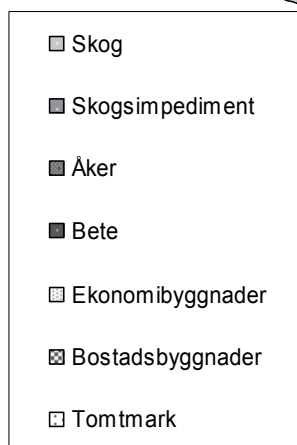 Skog
Skogsimpediment
Åker
Bete
Ekonomibyggnader
Bostadsbyggnader
Tomtmark